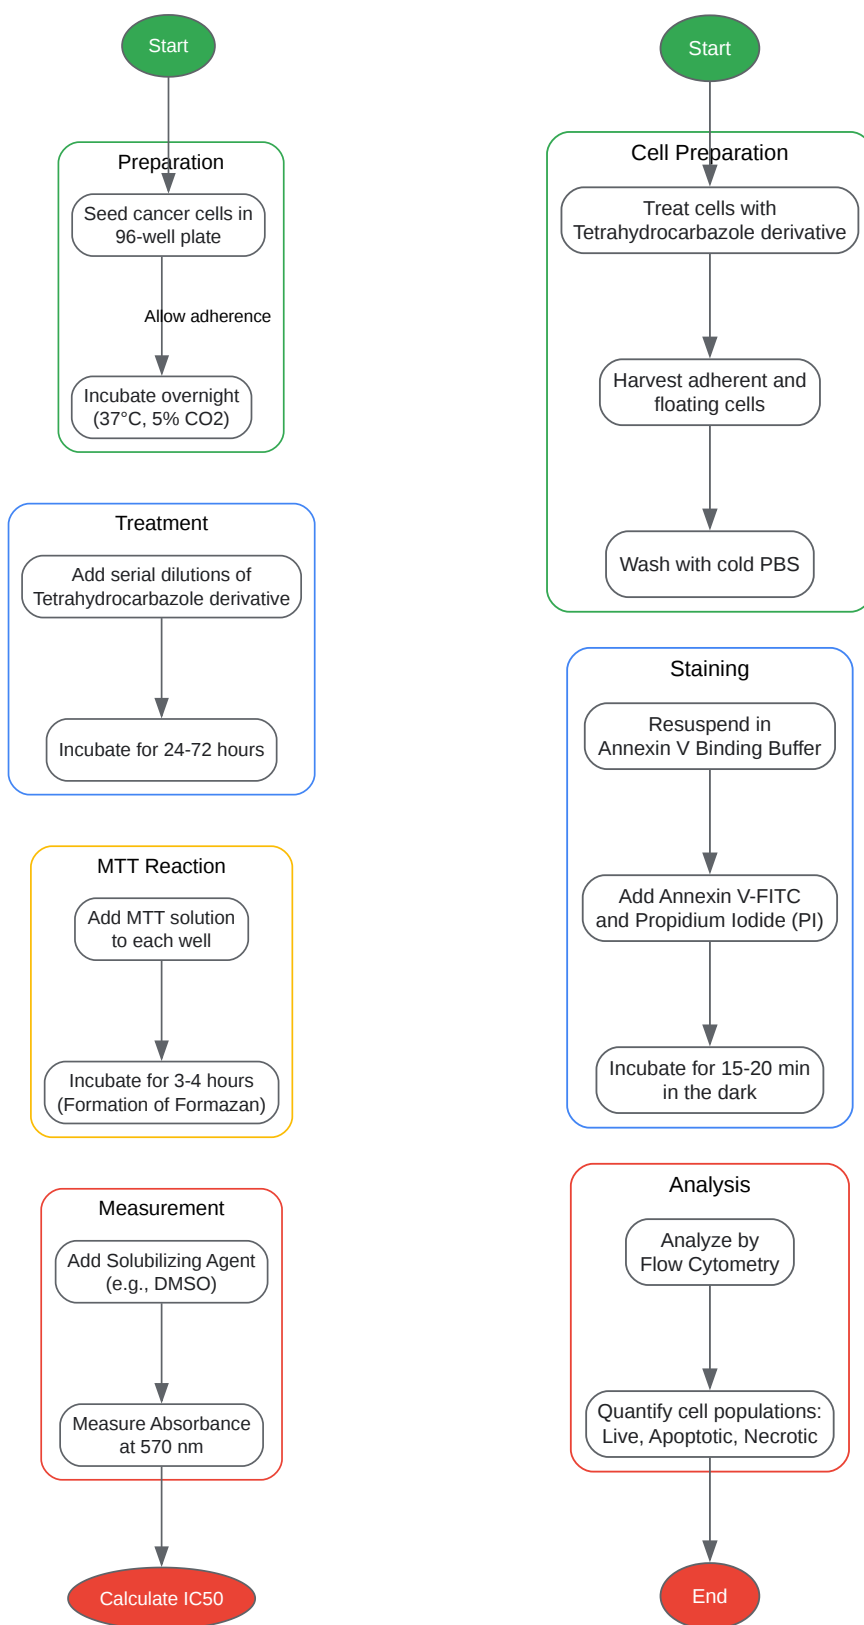 Start
Preparation
Seed cancer cells in
96-well plate
Allow adherence
Incubate overnight
(37°C, 5% CO2)
Treatment
Add serial dilutions of
Tetrahydrocarbazole derivative
Incubate for 24-72 hours
MTT Reaction
Add MTT solution
to each well
Incubate for 3-4 hours
(Formation of Formazan)
Measurement
Add Solubilizing Agent
(e.g., DMSO)
Measure Absorbance
at 570 nm
Calculate IC50
Start
Cell Preparation
Treat cells with
Tetrahydrocarbazole derivative
Harvest adherent and
floating cells
Wash with cold PBS
Staining
Resuspend in
Annexin V Binding Buffer
Add Annexin V-FITC
and Propidium Iodide (PI)
Incubate for 15-20 min
in the dark
Analysis
Analyze by
Flow Cytometry
Quantify cell populations:
Live, Apoptotic, Necrotic
End